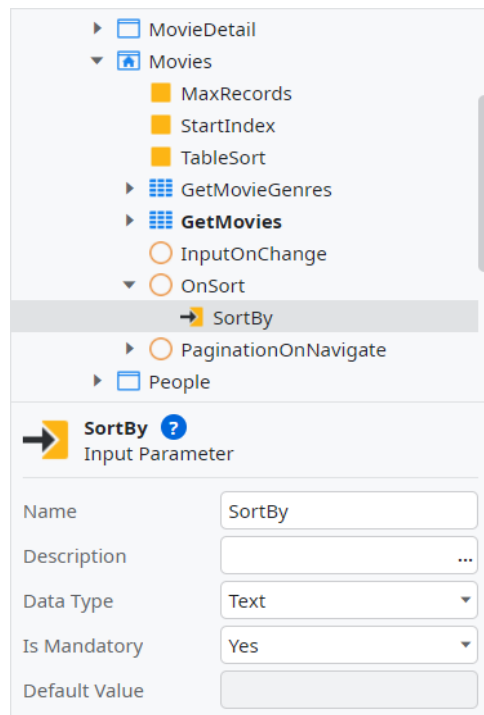 MovieDetail
Movies
MaxRecords
StartIndex
TableSort
GetMovieGenres
GetMovies
InputOnChange
OnSort
SortBy
PaginationOnNavigate
People
SortBy ?
Input Parameter
Name SortBy
Description ...
Data Type Text
Is Mandatory Yes
Default Value